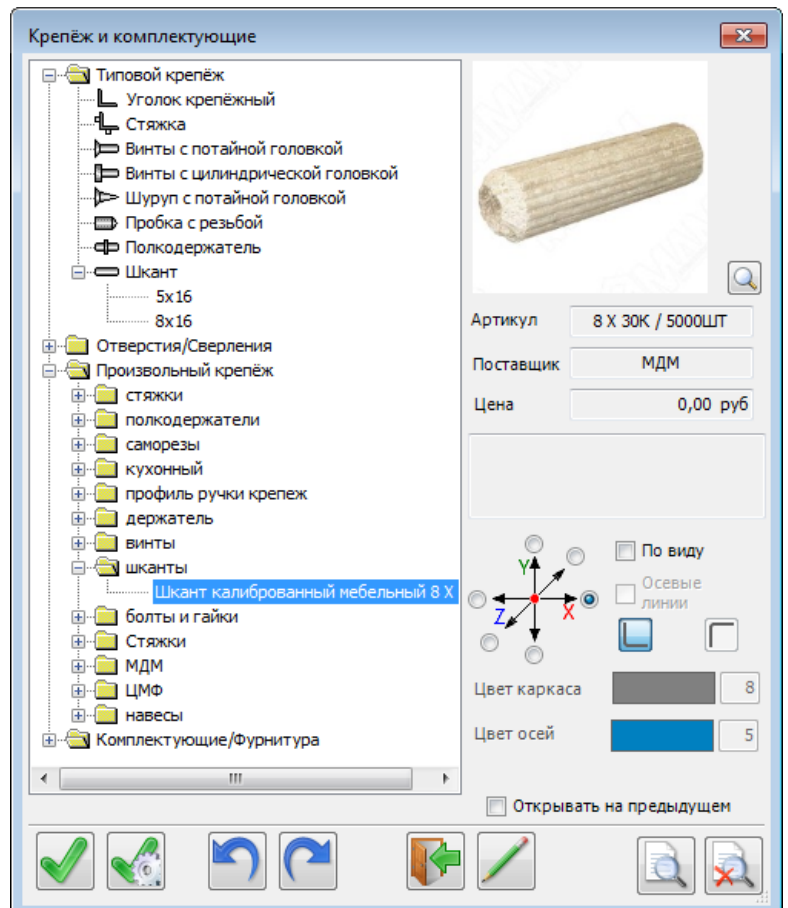 Крепёж и комплектующие
Типовой крепёж
Уголок крепёжный
Стяжка
Винты с потайной головкой
Винты с цилиндрической головкой
Шуруп с потайной головкой
Пробка с резьбой
Полкодержатель
Шкант
5x16
8x16
Отверстия/Сверления
Произвольный крепёж
стяжки
полкодержатели
саморезы
кухонный
профиль ручки крепеж
держатель
винты
шканты
Шкант калиброванный мебельный 8 X
болты и гайки
Стяжки
МДМ
ЦМФ
навесы
Комплектующие/Фурнитура
Артикул 8 X 30К / 5000ШТ
Поставщик МДМ
Цена 0,00 руб
Y
X
Z
По виду
Осевые
линии
Цвет каркаса 8
Цвет осей 5
Открывать на предыдущем